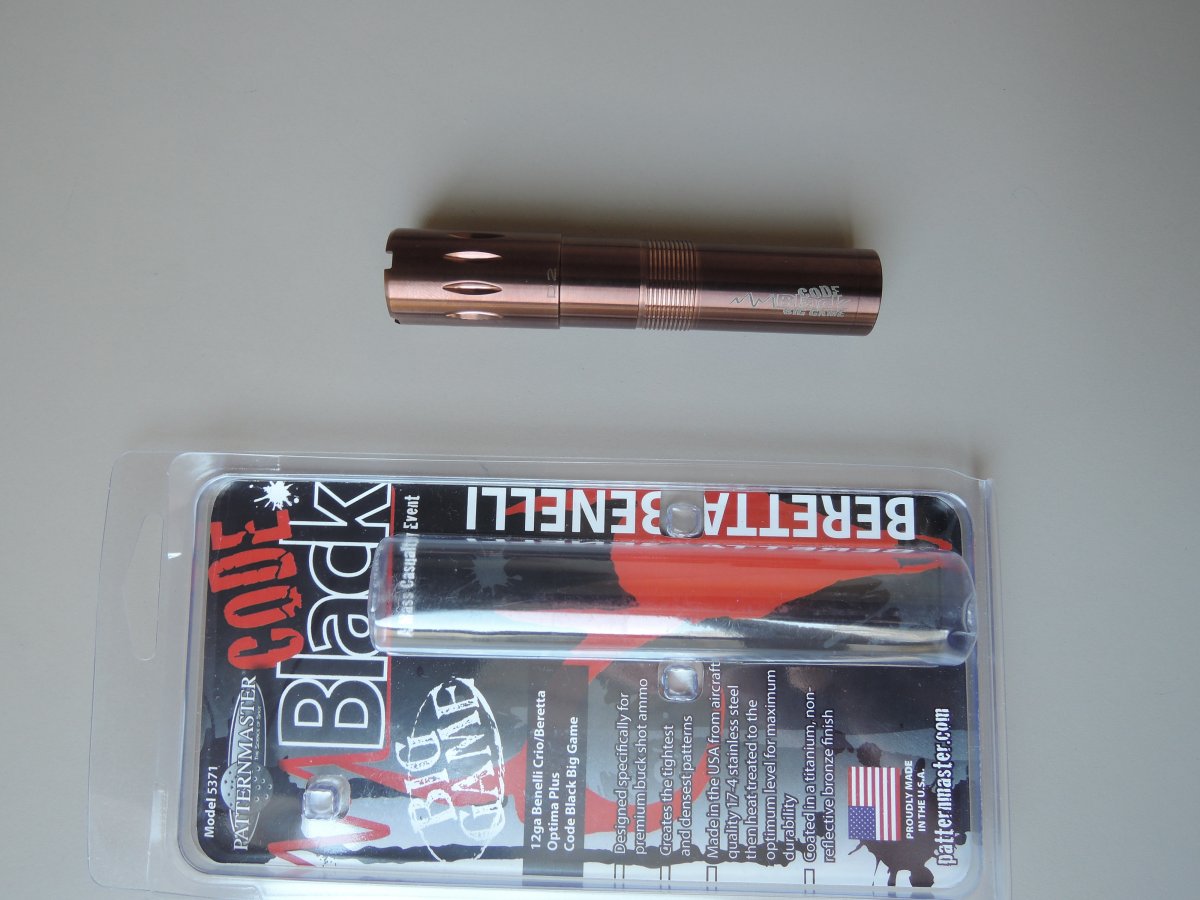 CODE
Black
BIG GAME
BERETTA/BENELLI
CODE
Black
Mass Casualty Event
Model 5371
PATTERNMASTER
BIG
GAME
12ga Benelli Crio/Beretta
Optima Plus
Code Black Big Game
Designed specifically for
premium buck shot ammo
Creates the tightest
and densest patterns
Made in the USA from aircraft
quality 17-4 stainless steel
then heat treated to the
optimum level for maximum
durability
Coated in a titanium, non-
reflective bronze finish
PROUDLY MADE
IN THE U.S.A.
patternmaster.com